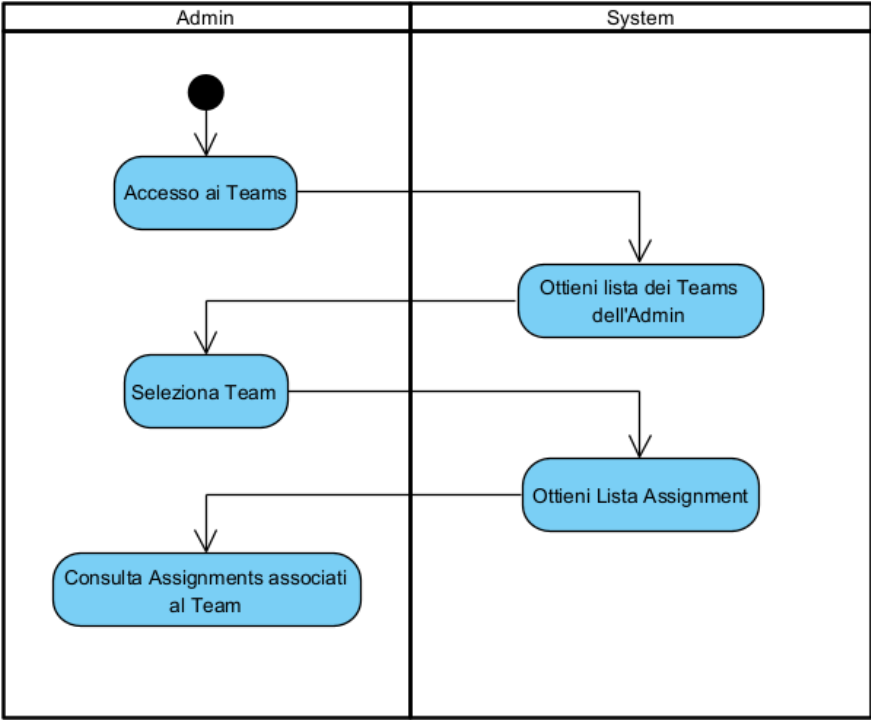 Admin
System
Accesso ai Teams
Ottieni lista dei Teams
dell'Admin
Seleziona Team
Ottieni Lista Assignment
Consulta Assignments associati
al Team